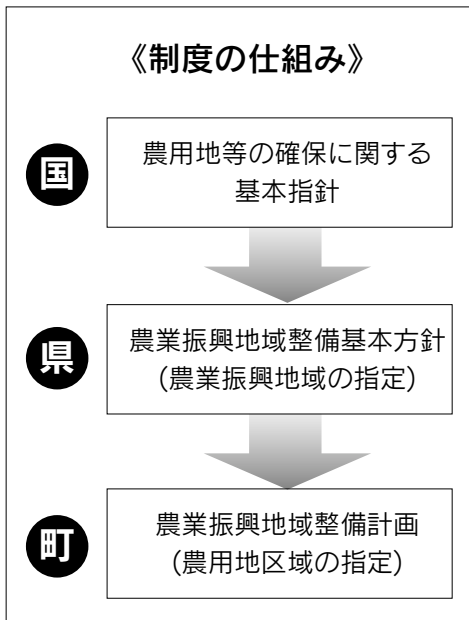 《制度の仕組み》
国
農用地等の確保に関する
基本指針
県
農業振興地域整備基本方針
(農業振興地域の指定)
町
農業振興地域整備計画
(農用地区域の指定)